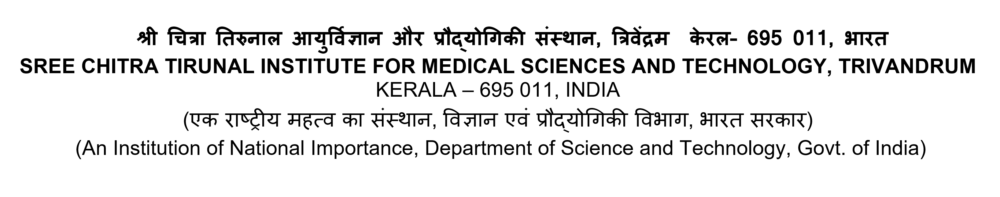 श्री चित्रा तिरुनाल आयुर्विज्ञान और प्रौद्योगिकी संस्थान, त्रिवेंद्रम केरल- 695 011, भारत
SREE CHITRA TIRUNAL INSTITUTE FOR MEDICAL SCIENCES AND TECHNOLOGY, TRIVANDRUM
KERALA – 695 011, INDIA
(एक राष्ट्रीय महत्व का संस्थान, विज्ञान एवं प्रौद्योगिकी विभाग, भारत सरकार)
(An Institution of National Importance, Department of Science and Technology, Govt. of India)